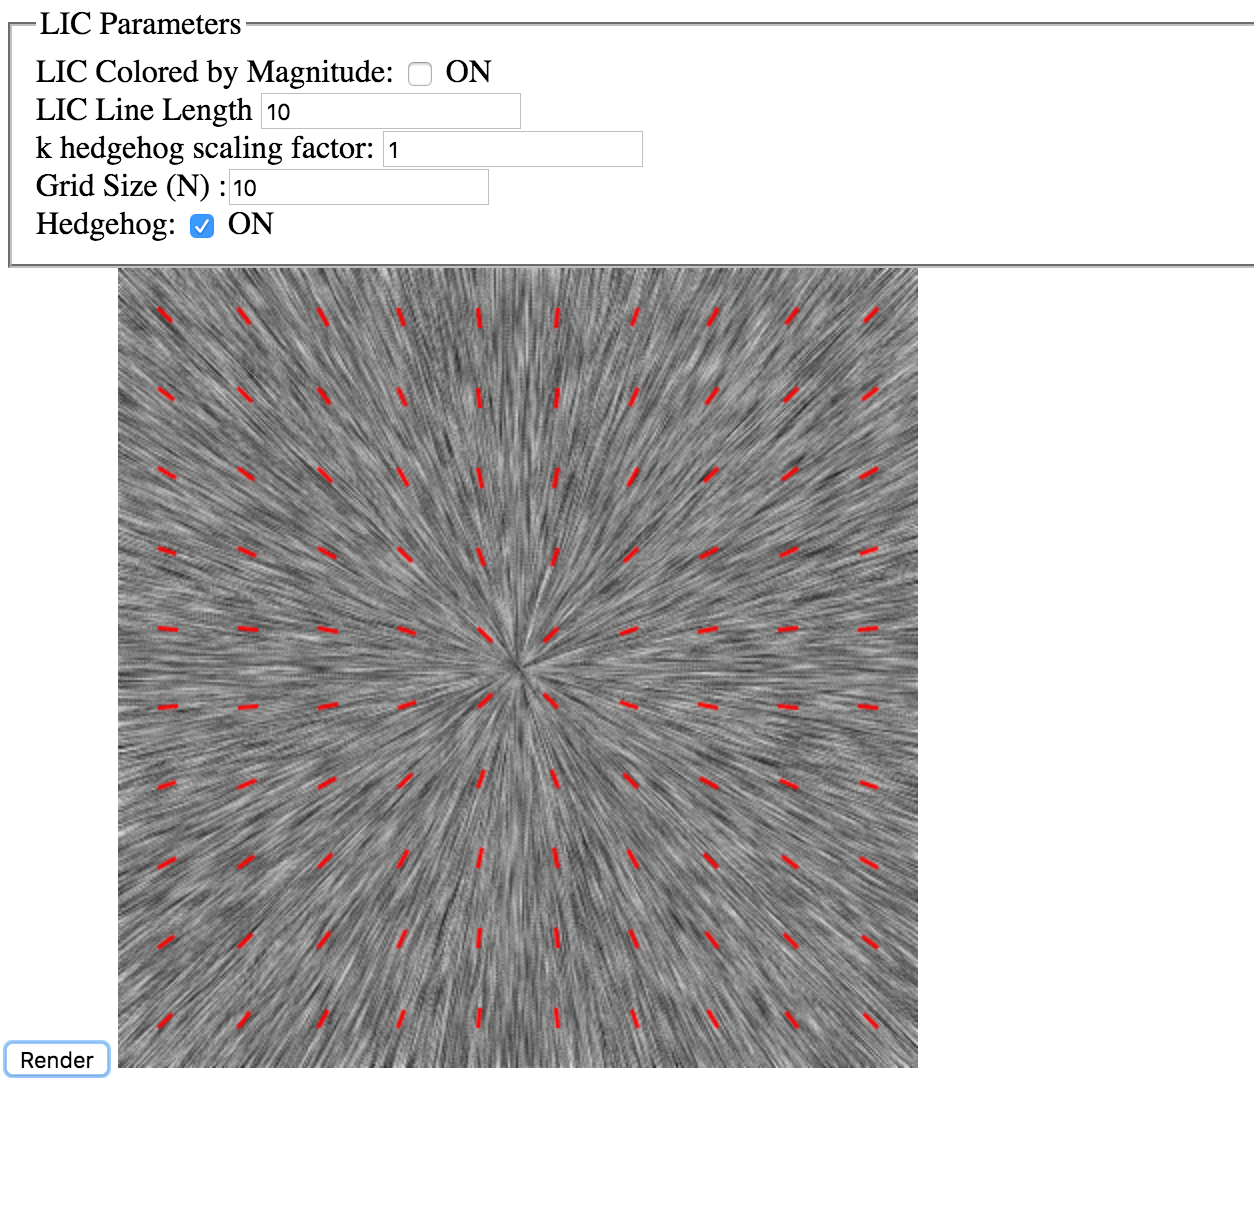 LIC Parameters
LIC Colored by Magnitude: ON
LIC Line Length 10
k hedgehog scaling factor: 1
Grid Size (N) : 10
Hedgehog: ON
Render